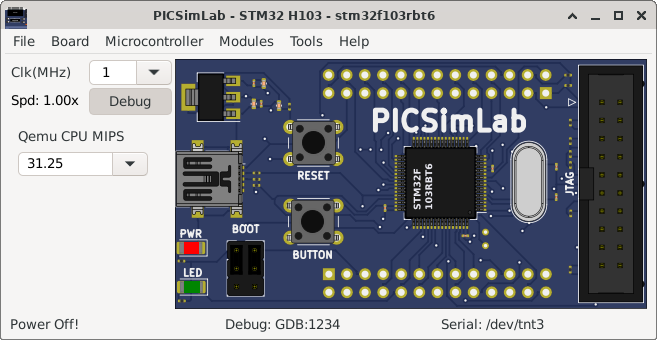 PICSimLab - STM32 H103 - stm32f103rbt6
File Board Microcontroller Modules Tools Help
Clk(MHz) 1
Spd: 1.00x Debug
Qemu CPU MIPS
31.25
PICSimLab
RESET
STM32F
103RBT6
JTAG
PWR
BOOT
BUTTON
LED
Power Off! Debug: GDB:1234 Serial: /dev/tnt3